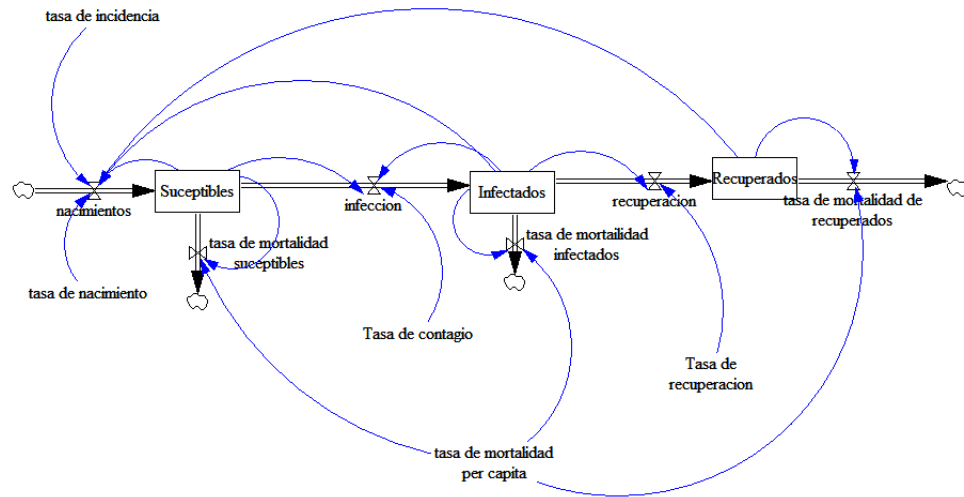 tasa de incidencia
Suceptibles
nacimientos
infeccion
Infectados
recuperacion
Recuperados
tasa de mortalidad de
recuperados
tasa de mortalidad
suceptibles
tasa de mortailidad
infectados
tasa de nacimiento
Tasa de contagio
Tasa de
recuperacion
tasa de mortalidad
per capita